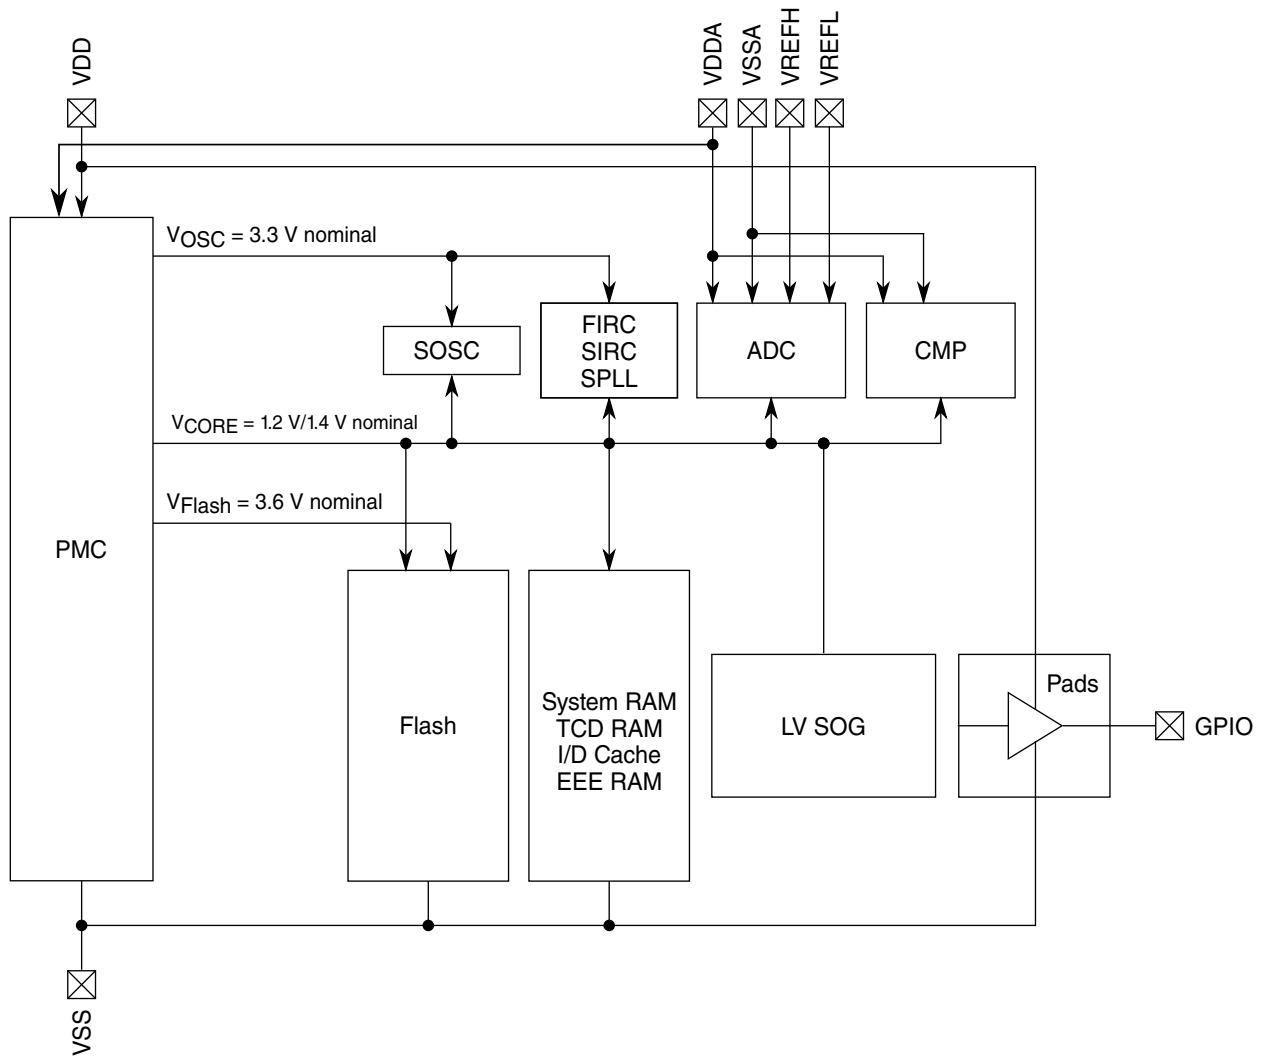 VDD
VDDA
VSSA
VREFH
VREFL
VOSC = 3.3 V nominal
FIRC
SIRC
SPLL
SOSC
ADC
CMP
VCORE = 1.2 V/1.4 V nominal
VFlash = 3.6 V nominal
PMC
Pads
System RAM
TCD RAM
I/D Cache
EEE RAM
Flash
LV SOG
GPIO
VSS